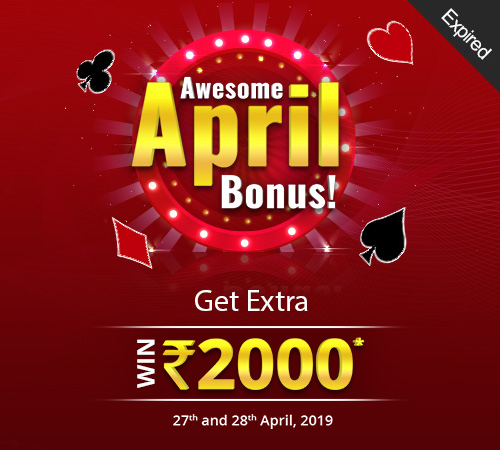 Expired
Awesome
April
Bonus!
Get Extra
WIN ₹2000*
27th and 28th April, 2019